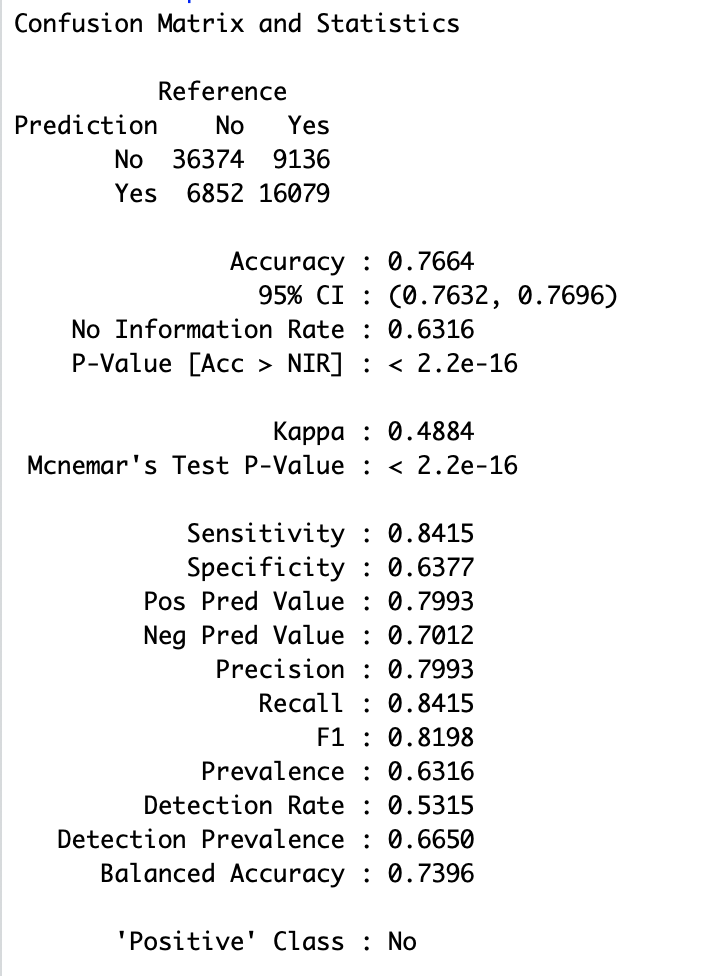 Confusion Matrix and Statistics
Reference
Prediction No Yes
No 36374 9136
Yes 6852 16079
Accuracy : 0.7664
95% CI : (0.7632, 0.7696)
No Information Rate : 0.6316
P-Value [Acc > NIR] : < 2.2e-16
Kappa : 0.4884
Mcnemar's Test P-Value : < 2.2e-16
Sensitivity : 0.8415
Specificity : 0.6377
Pos Pred Value : 0.7993
Neg Pred Value : 0.7012
Precision : 0.7993
Recall : 0.8415
F1 : 0.8198
Prevalence : 0.6316
Detection Rate : 0.5315
Detection Prevalence : 0.6650
Balanced Accuracy : 0.7396
'Positive' Class : No